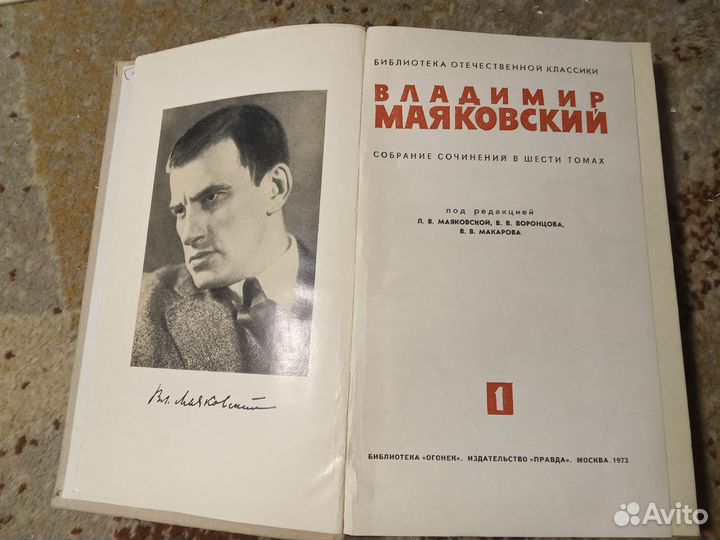 Вл. Маяковский
БИБЛИОТЕКА ОТЕЧЕСТВЕННОЙ КЛАССИКИ
ВЛАДИМИР
МАЯКОВСКИЙ
СОБРАНИЕ СОЧИНЕНИЙ В ШЕСТИ ТОМАХ
под редакцией
Л. В. МАЯКОВСКОЙ, В. В. ВОРОНЦОВА,
В. В. МАКАРОВА
1
БИБЛИОТЕКА «ОГОНЕК». ИЗДАТЕЛЬСТВО «ПРАВДА», МОСКВА. 1973
Avito